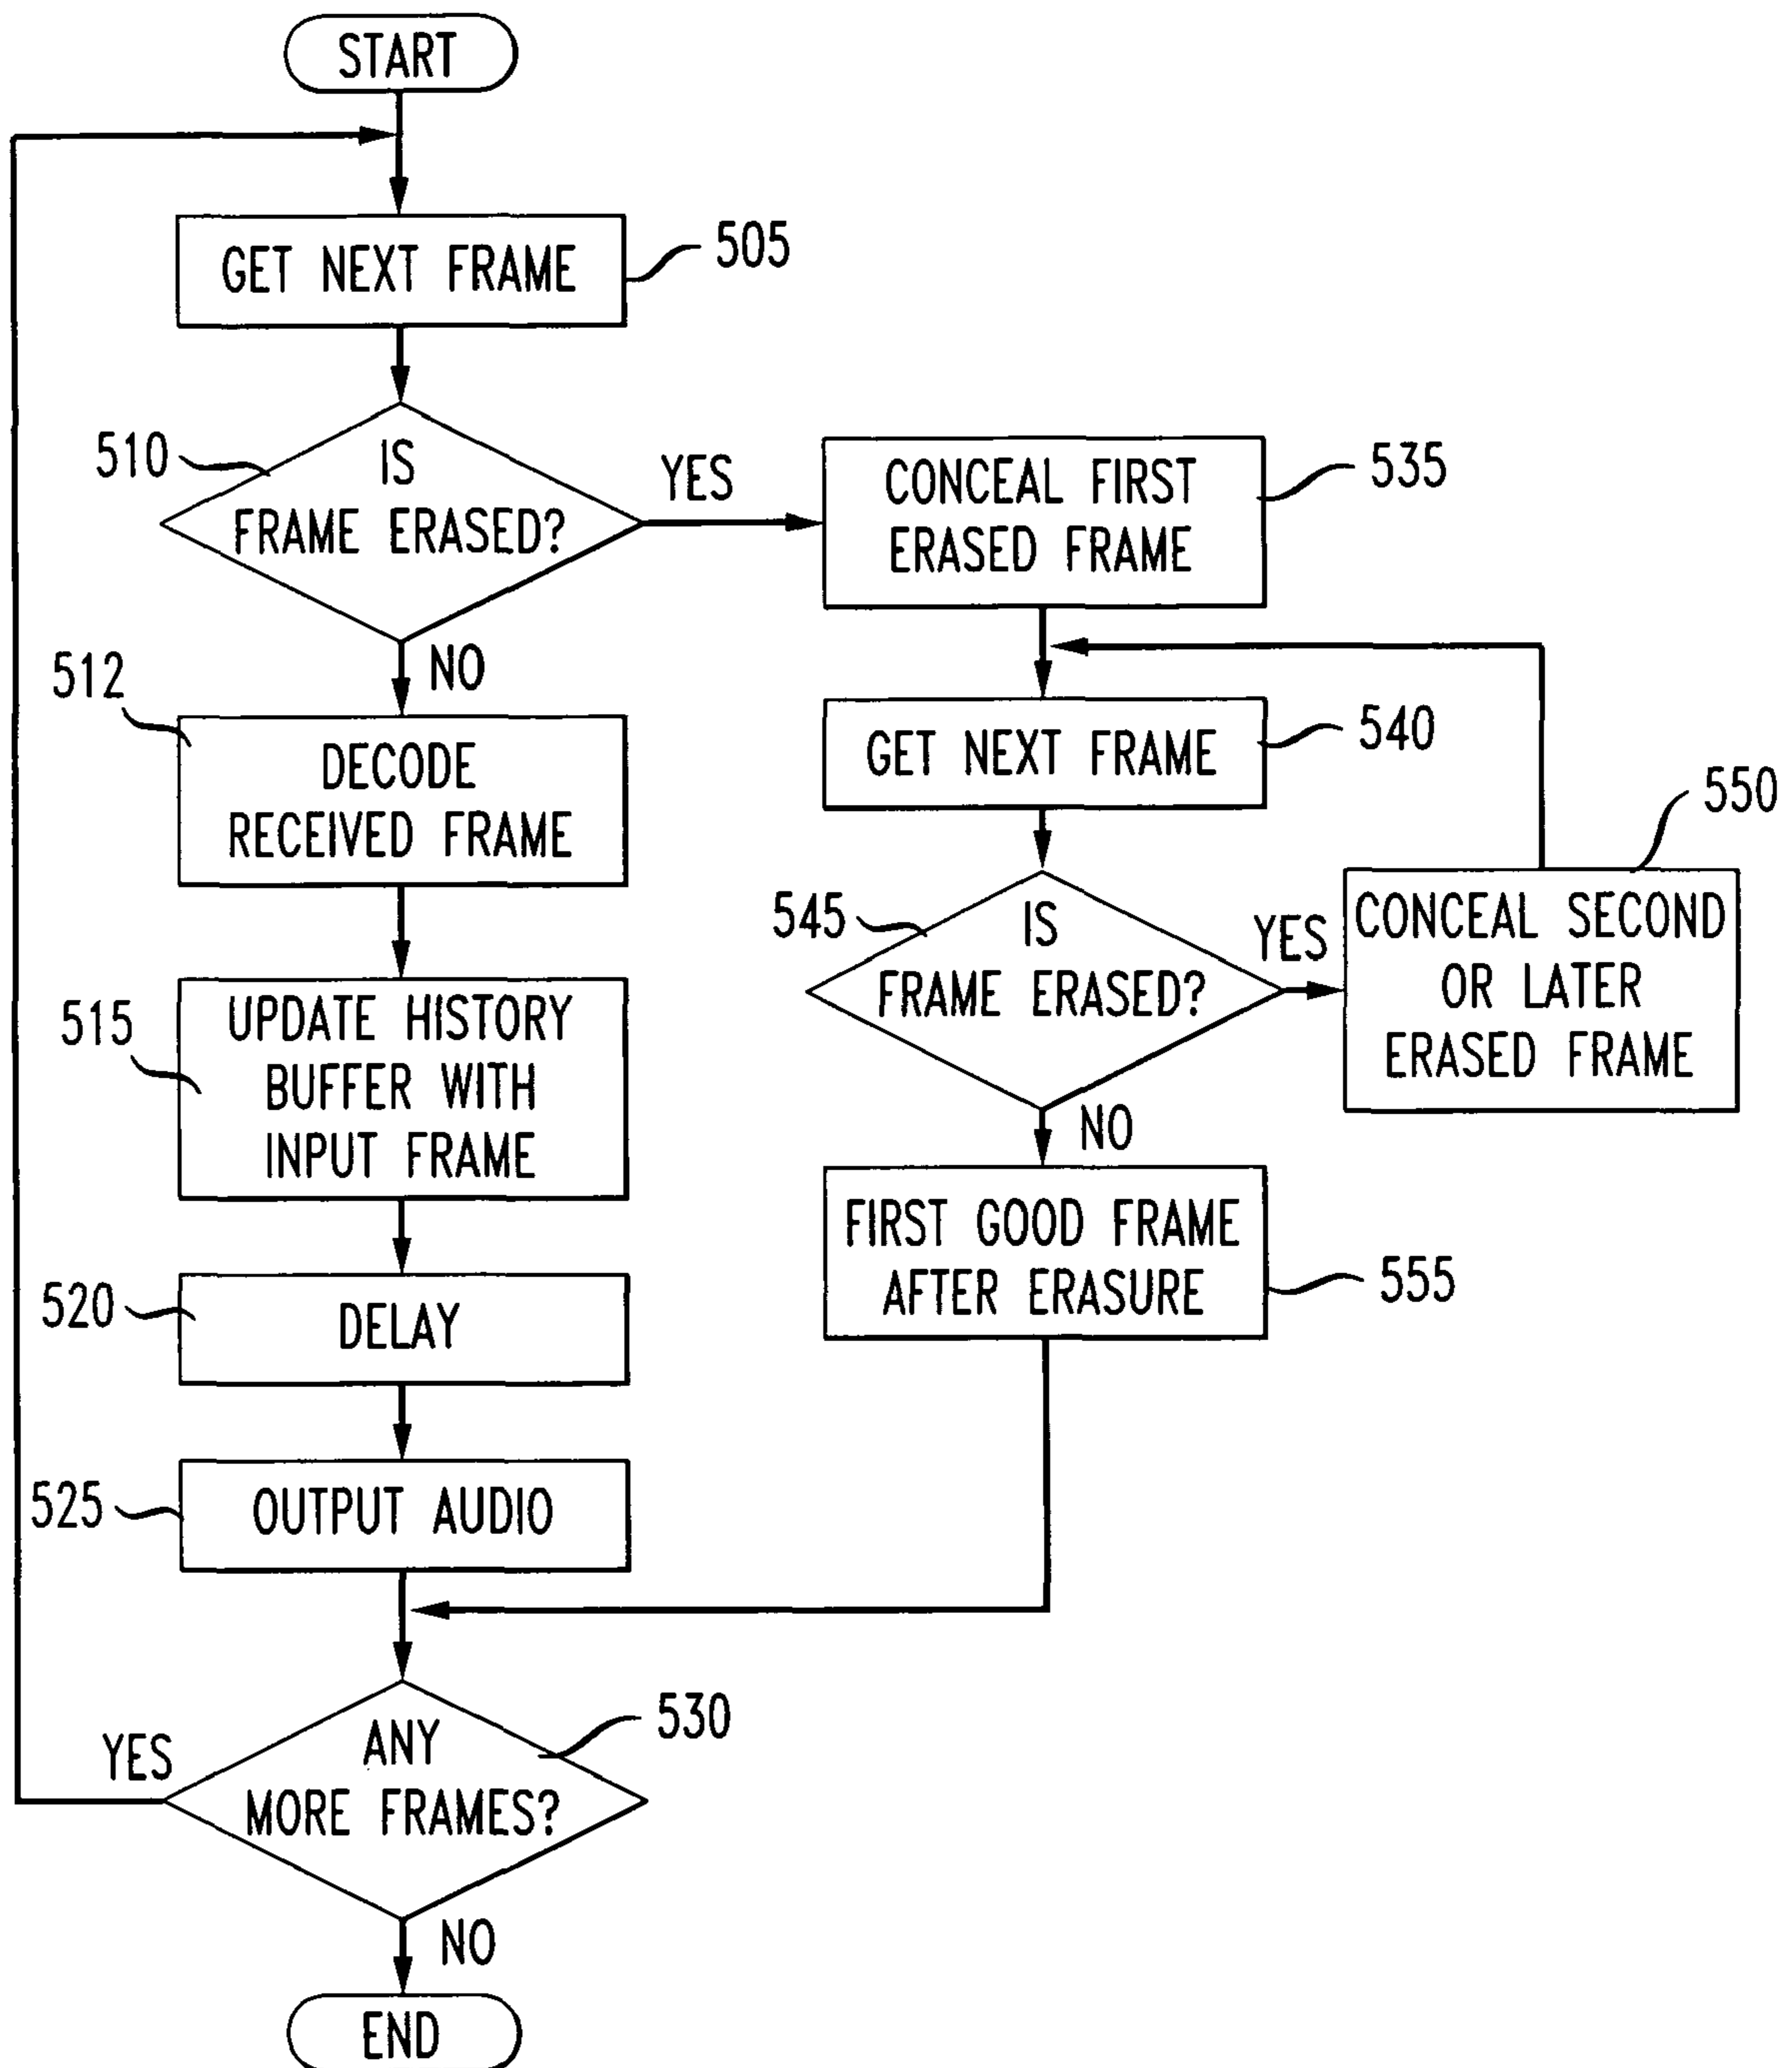 START
GET NEXT FRAME
505
510
IS
FRAME ERASED?
YES
NO
512
DECODE
RECEIVED FRAME
515
UPDATE HISTORY
BUFFER WITH
INPUT FRAME
520
DELAY
525
OUTPUT AUDIO
530
ANY
MORE FRAMES?
YES
NO
END
CONCEAL FIRST
ERASED FRAME
535
GET NEXT FRAME
540
545
IS
FRAME ERASED?
YES
NO
550
CONCEAL SECOND
OR LATER
ERASED FRAME
FIRST GOOD FRAME
AFTER ERASURE
555